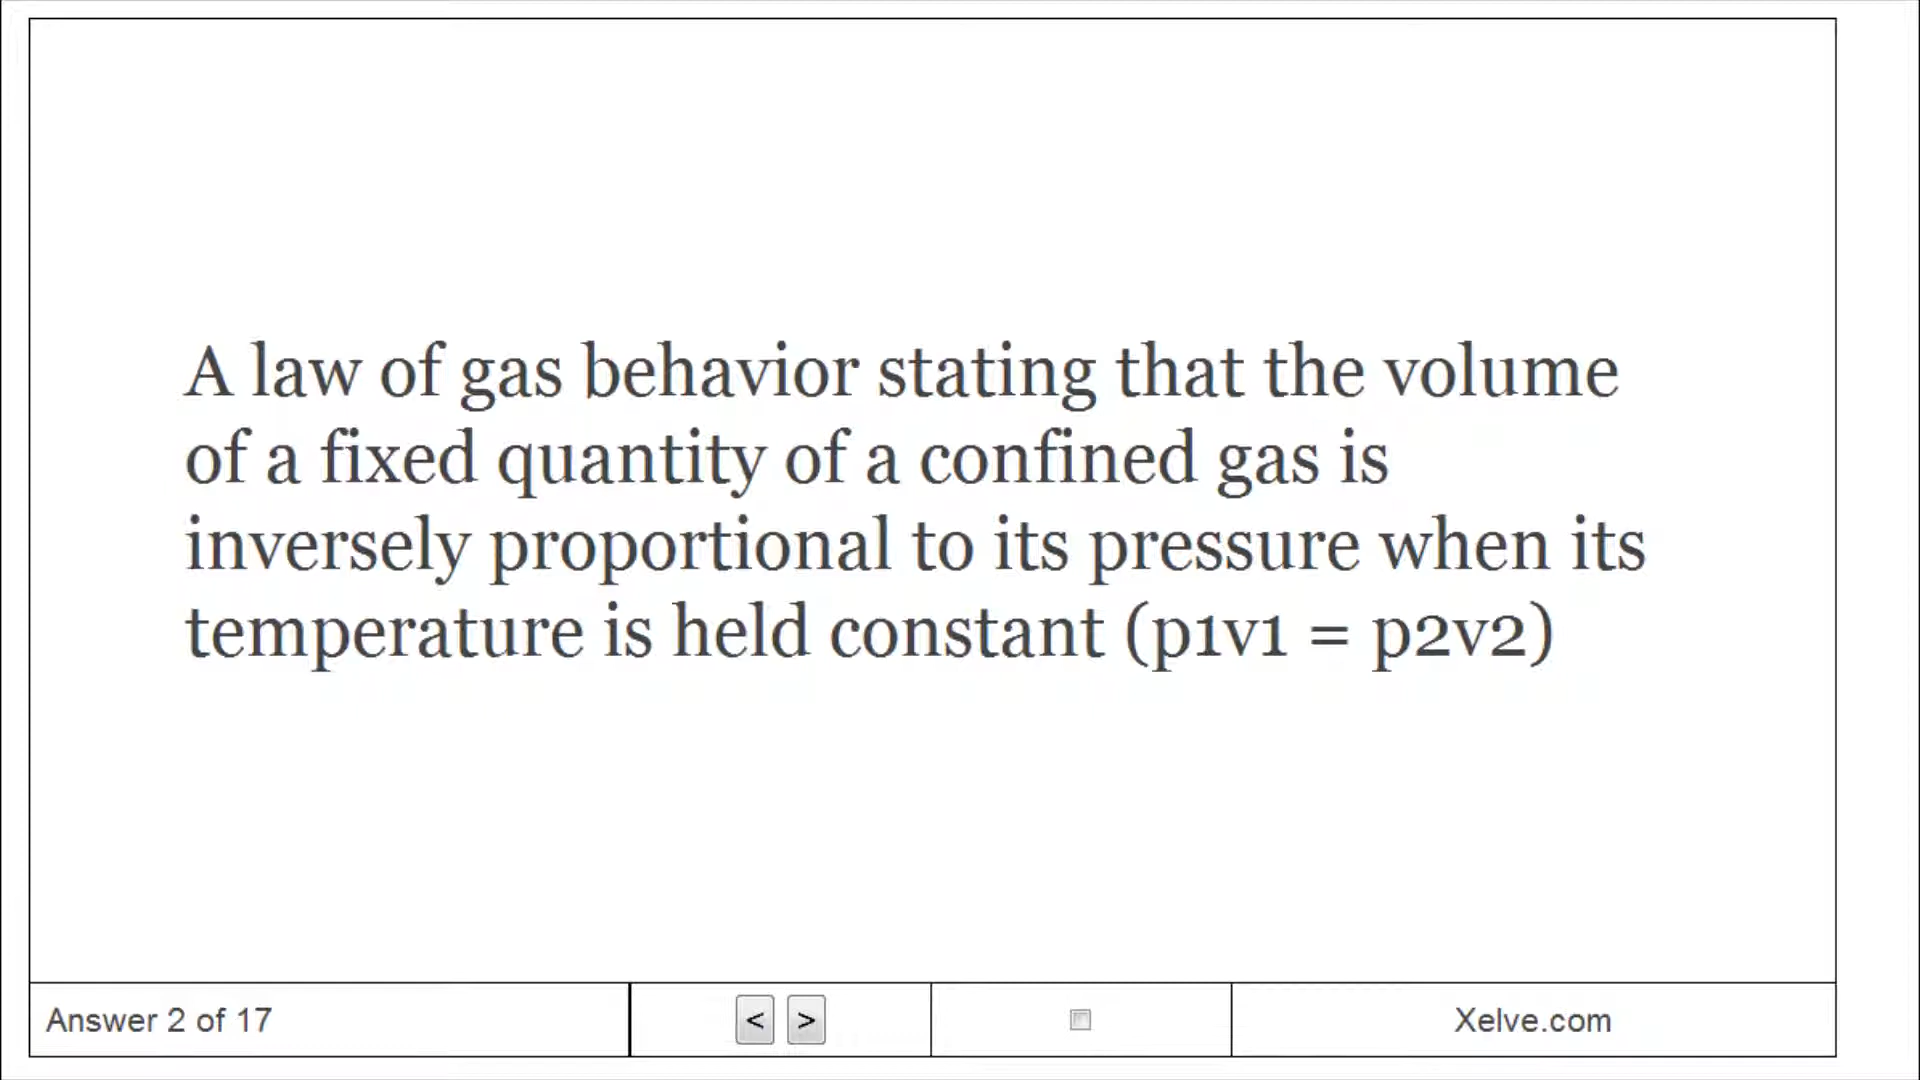 A law of gas behavior stating that the volume
of a fixed quantity of a confined gas is
inversely proportional to its pressure when its
temperature is held constant (p1v1 = p2v2)
Answer 2 of 17
< >
Xelve.com